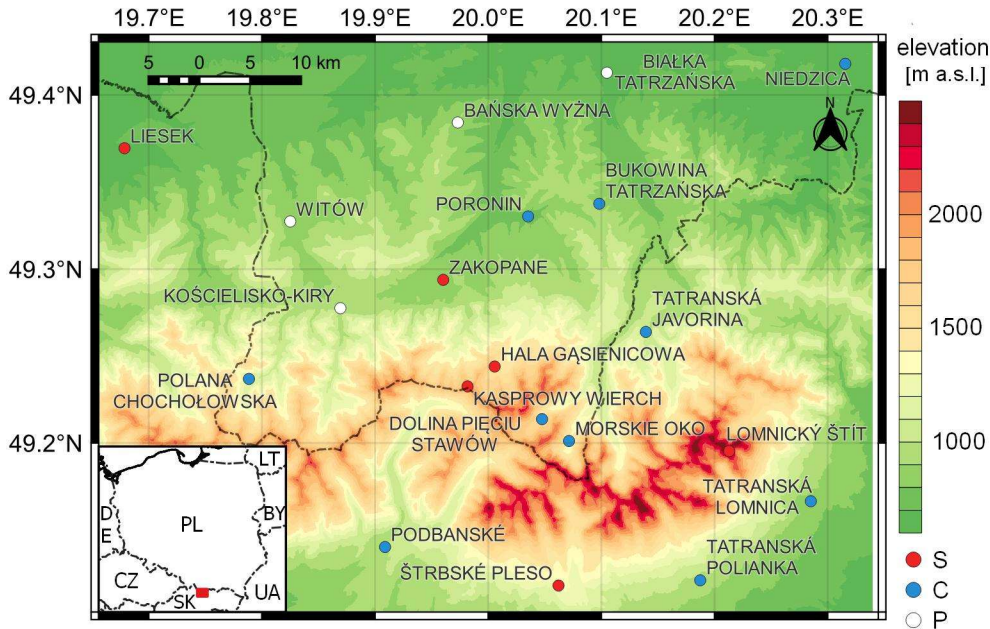 19.7°E 19.8°E 19.9°E 20.0°E 20.1°E 20.2°E 20.3°E
elevation
[m a.s.l.]
5 0 5 10 km
49.4°N
49.3°N
49.2°N
N
BIAŁKA
TATRZAŃSKA
NIEDZICA
BAŃSKA WYŻNA
LIESEK
BUKOWINA
TATRZAŃSKA
PORONIN
WITÓW
ZAKOPANE
KOŚCIELISKO-KIRY
TATRANSKÁ
JAVORINA
HALA GĄSIENICOWA
POLANA
CHOCHOŁOWSKA
KASPROWY WIERCH
DOLINA PIĘCIU
STAWÓW
MORSKIE OKO
LOMNICKÝ ŠTÍT
TATRANSKÁ
LOMNICA
PODBANSKÉ
TATRANSKÁ
POLIANKA
ŠTRBSKÉ PLESO
2000
1500
1000
S
C
P
LT
D
E
PL
BY
CZ
SK
UA